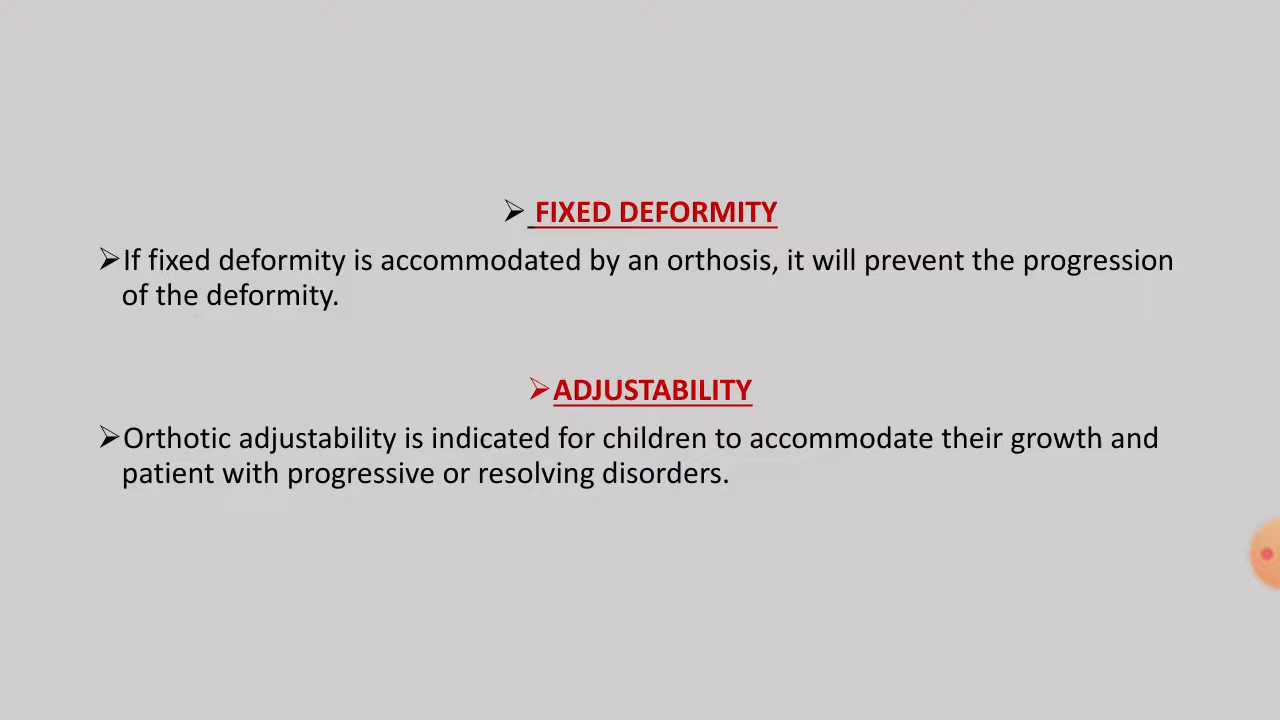 ➢ FIXED DEFORMITY
➢If fixed deformity is accommodated by an orthosis, it will prevent the progression
of the deformity.
➢ADJUSTABILITY
➢Orthotic adjustability is indicated for children to accommodate their growth and
patient with progressive or resolving disorders.